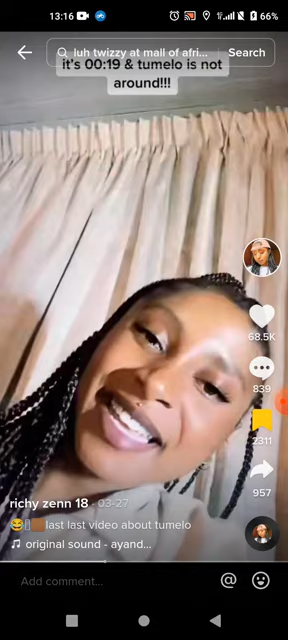 13:16
66%
luh twizzy at mall of afri...
Search
it's 00:19 & tumelo is not
around!!!
68.5K
839
2311
957
richy zenn 18 · 03-27
last last video about tumelo
original sound - ayand...
Add comment...
@